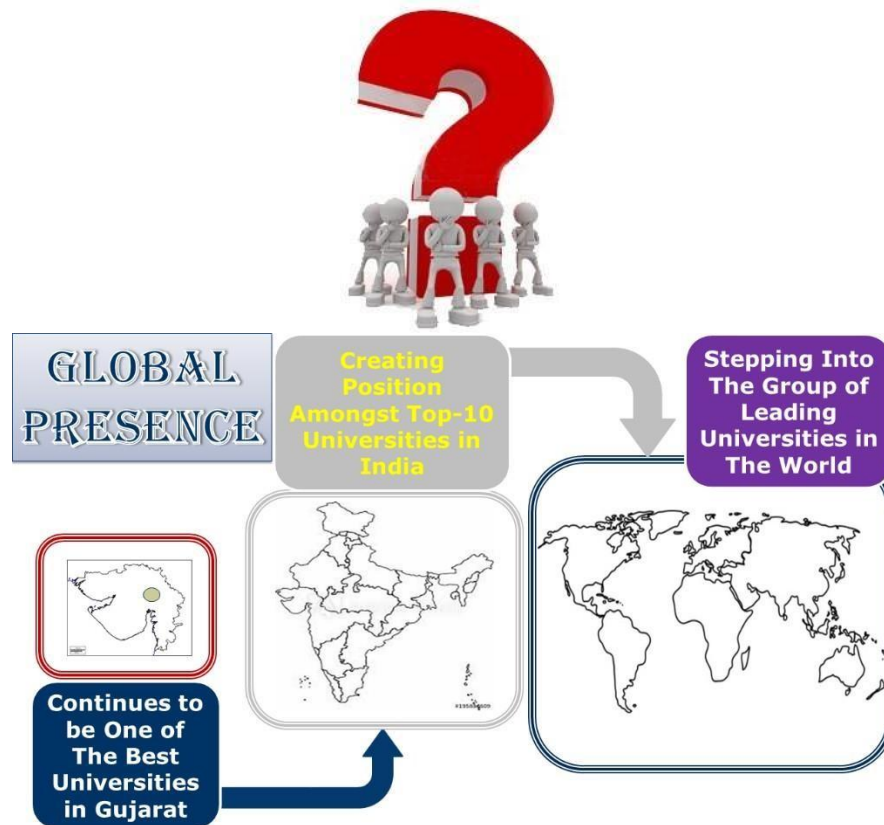 GLOBAL
PRESENCE
Creating
Position
Amongst Top-10
Universities in
India
Stepping Into
The Group of
Leading
Universities in
The World
Continues to
be One of
The Best
Universities
in Gujarat